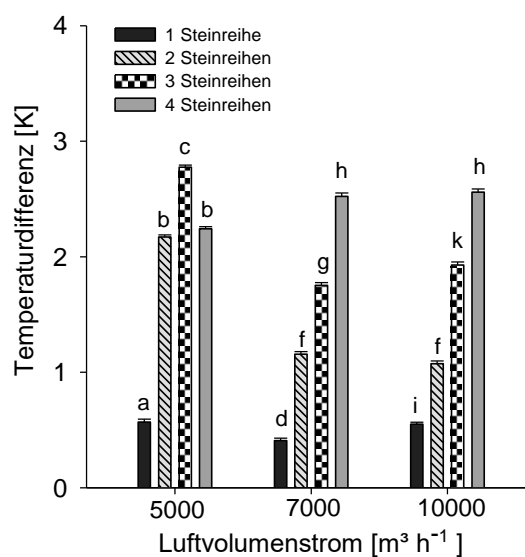 4
3
2
1
0
Temperaturdifferenz [K]
1 Steinreihe
2 Steinreihen
3 Steinreihen
4 Steinreihen
a
b
c
b
d
f
g
h
i
f
k
h
5000
7000
10000
Luftvolumenstrom [m³ h⁻¹ ]